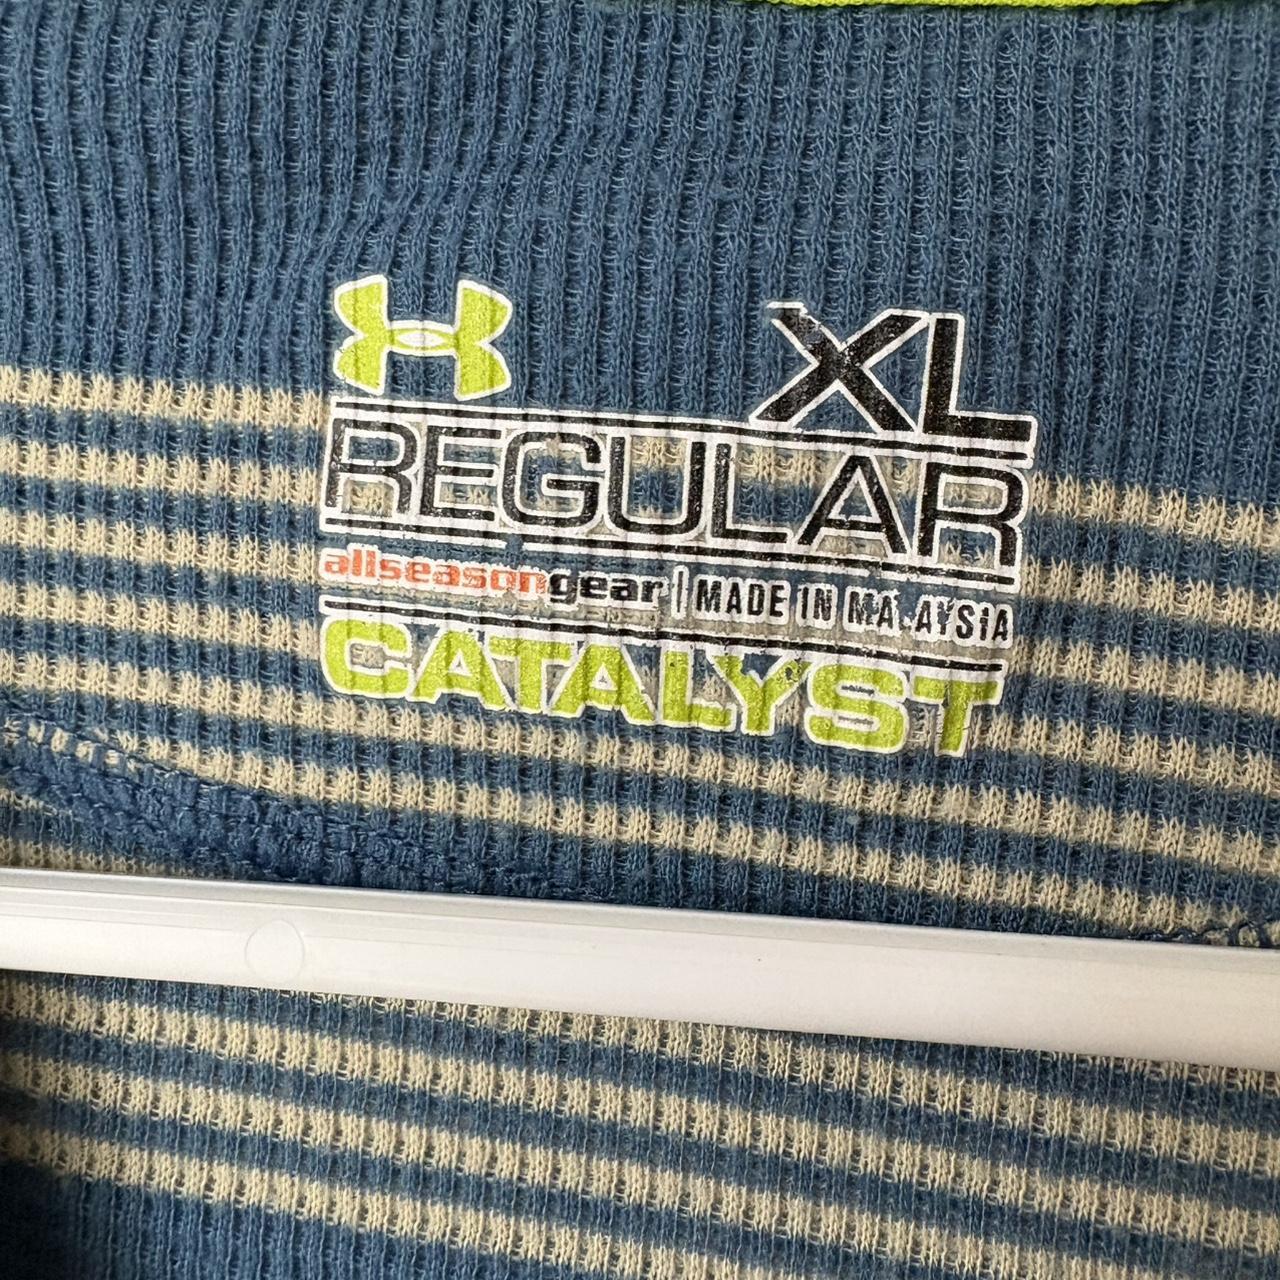 XL
REGULAR
allseasongear | MADE IN MALAYSIA
CATALYST